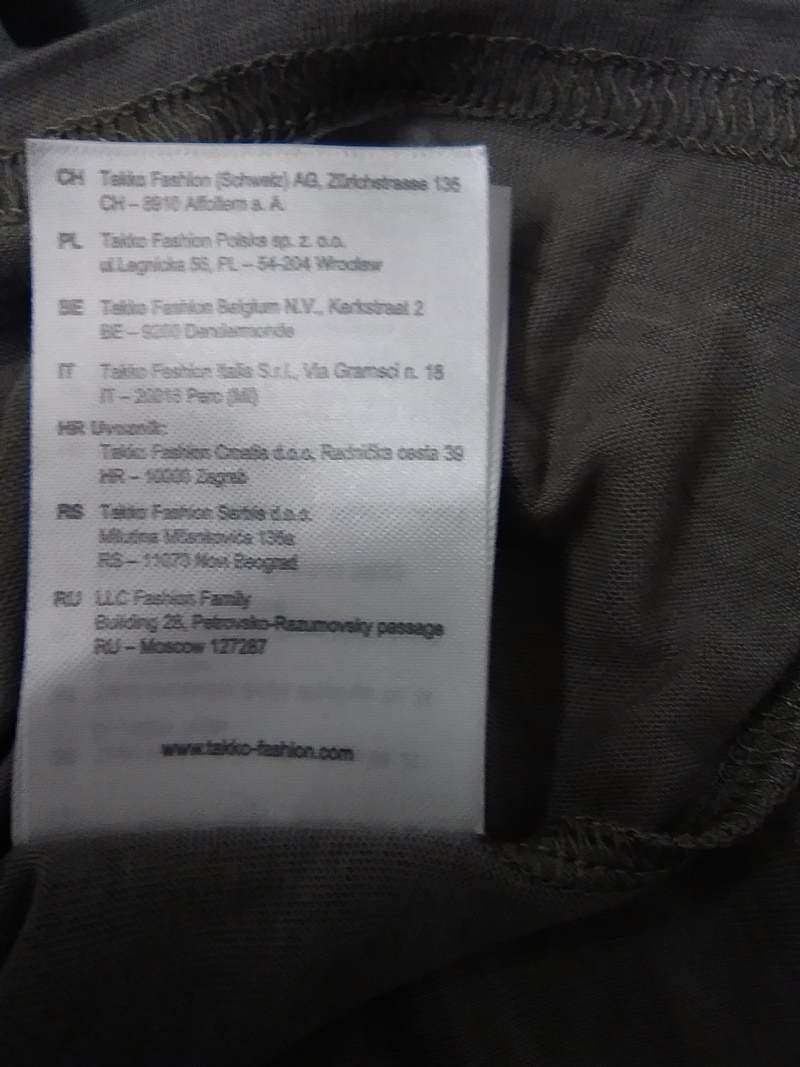 CH Takko Fashion (Schweiz) AG, Zürichstrasse 135
CH – 8910 Affoltern a. A.
PL Takko Fashion Polska sp. z. o.o.
ul.Legnicka 56, PL – 54-204 Wrocław
BE Takko Fashion Belgium N.V., Kerkstraat 2
BE – 9200 Dendermonde
IT Takko Fashion Italia S.r.l., Via Gramsci n. 18
IT – 20016 Pero (MI)
HR Uvoznik:
Takko Fashion Croatia d.o.o, Radnička cesta 39
HR – 10000 Zagreb
RS Takko Fashion Serbia d.o.o.
Milutina Milankovića
RS – 11070 Novi Beograd
RU LLC Fashion Family
Building 28, Petrovsko-Razumovsky passage
RU – Moscow 127287
www.takko-fashion.com